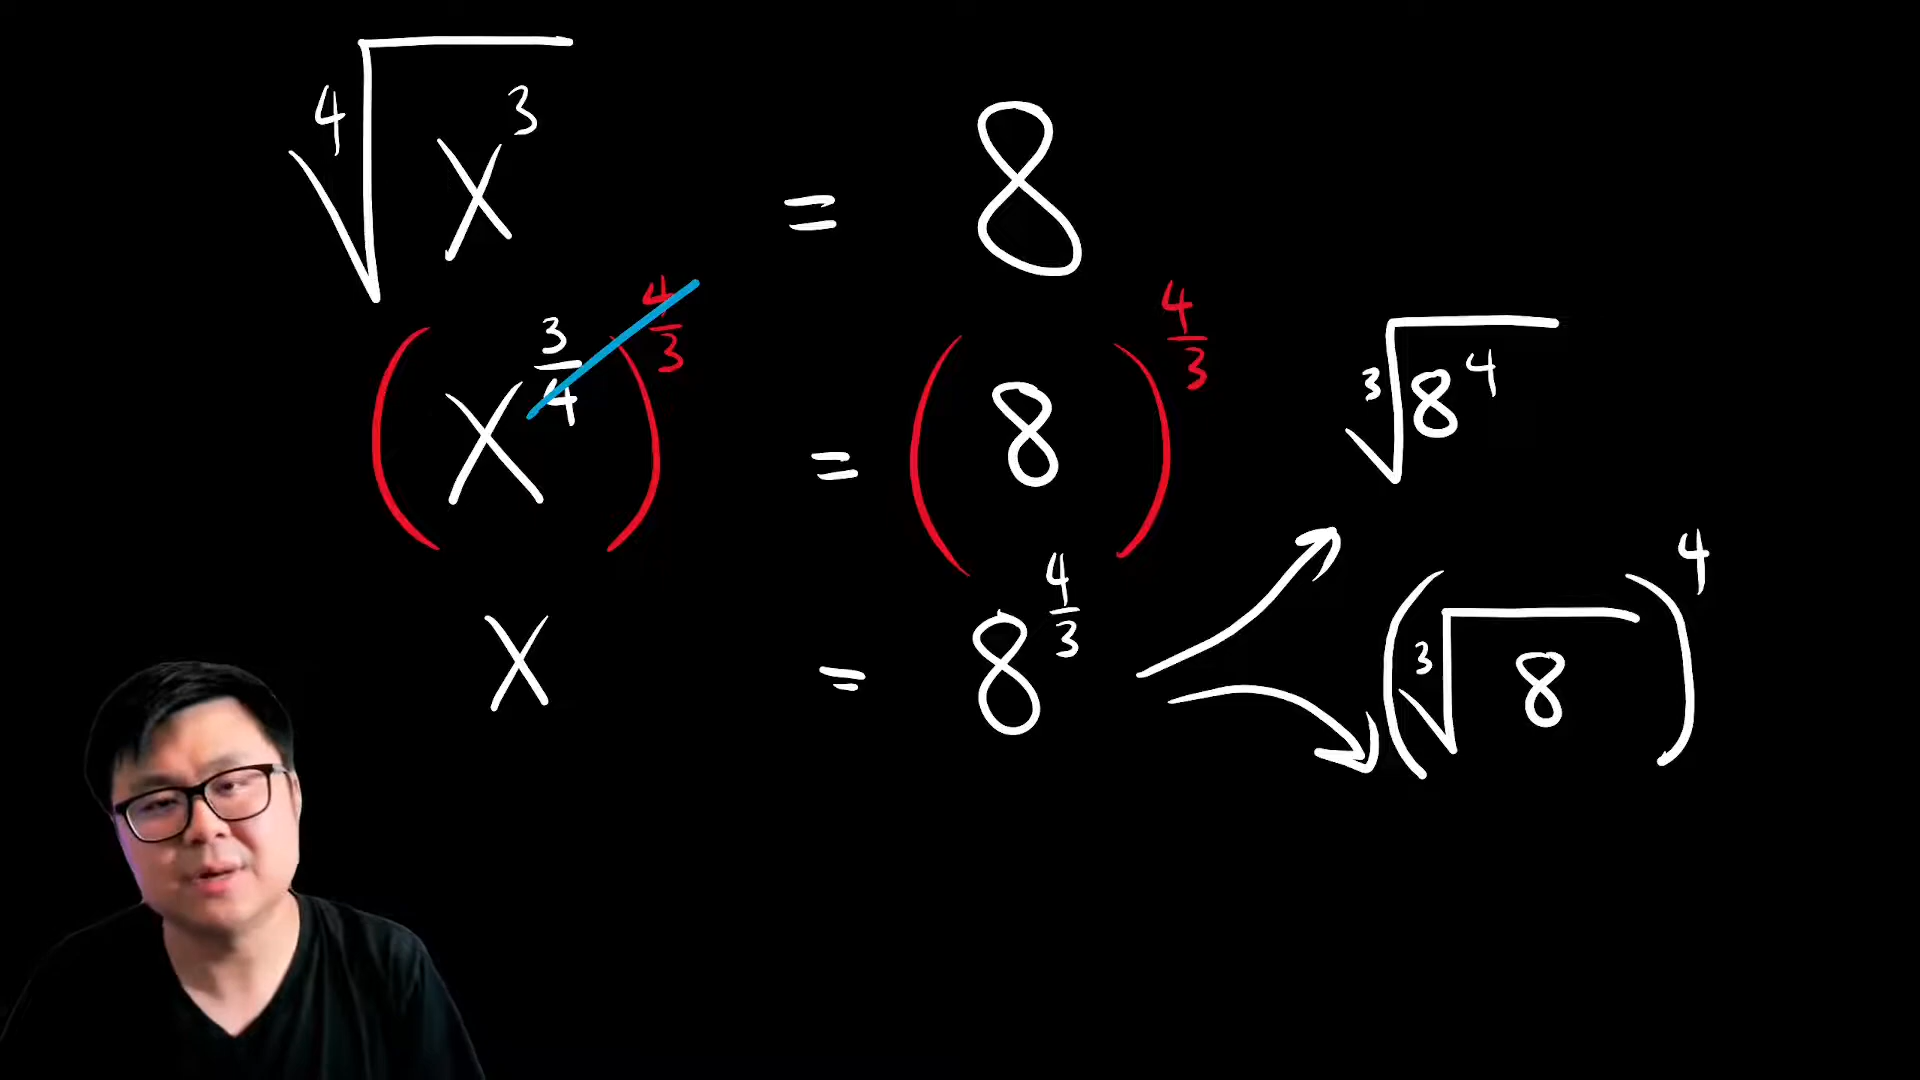 ⁴√x³ = 8
(x^(3/4))^(4/3) = (8)^(4/3)
x = 8^(4/3)
³√8⁴
(³√8)⁴